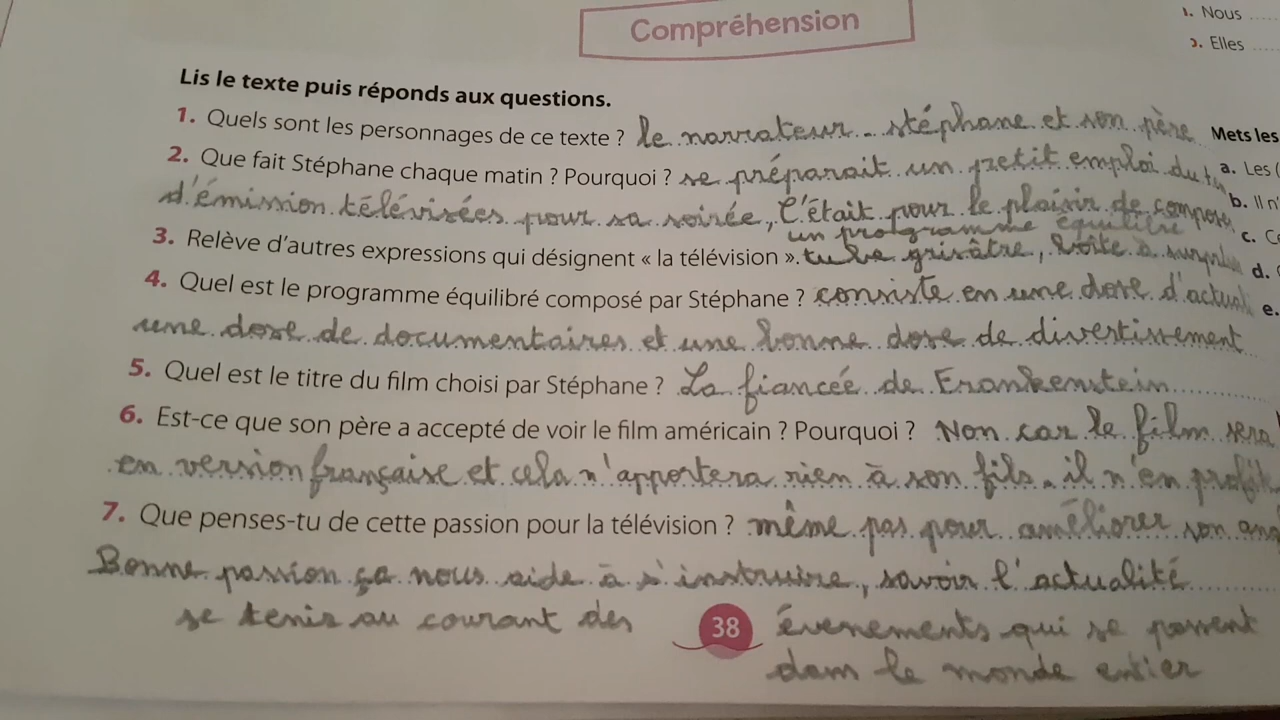 Compréhension
1. Nous
3. Elles
Lis le texte puis réponds aux questions.
1. Quels sont les personnages de ce texte ? le narrateur - stéphane et son père
2. Que fait Stéphane chaque matin ? Pourquoi ? se préparait un petit emploi du
d'émission télévisées pour sa soirée, C'était pour le plaisir de
un programme équilibré
3. Relève d'autres expressions qui désignent « la télévision ». tube grisâtre, boîte à
4. Quel est le programme équilibré composé par Stéphane ? consiste en une dose
une dose de documentaires et une bonne dose de divertissement
5. Quel est le titre du film choisi par Stéphane ? La fiancée de Frankenstein
6. Est-ce que son père a accepté de voir le film américain ? Pourquoi ? Non car le film sera
en version française et cela n'apportera rien à son fils. il n'en
7. Que penses-tu de cette passion pour la télévision ? même pas pour améliorer son
Bonne passion ça nous aide à s'instruire, savoir l'actualité
se tenir au courant des évenements qui se passent
dans le monde entier
38
Mets les
a. Les
b. Il n'
c.
d.
e.